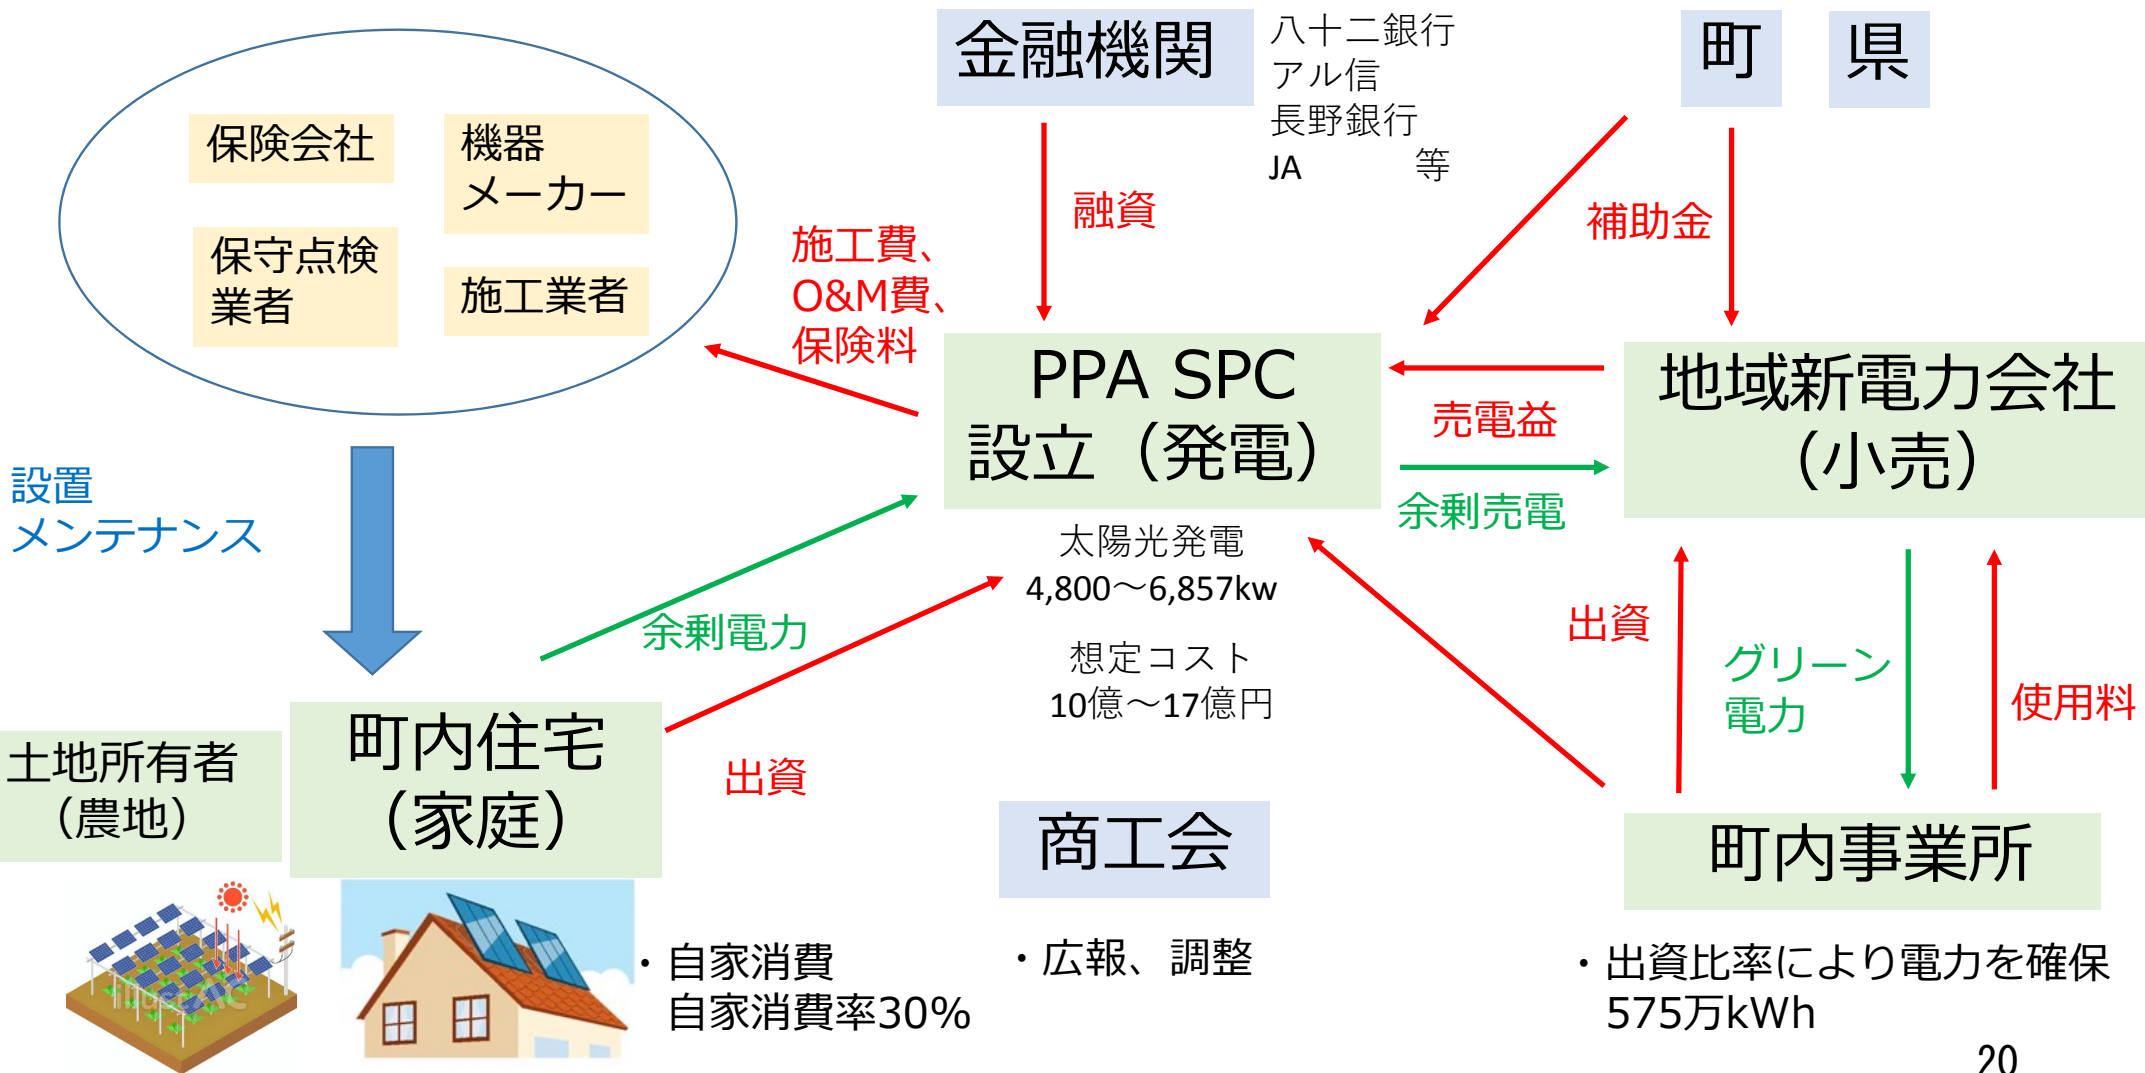 金融機関
八十二銀行
アル信
長野銀行
JA 等
町
県
保険会社
機器
メーカー
保守点検
業者
施工業者
施工費、
O&M費、
保険料
融資
補助金
PPA SPC
設立（発電）
売電益
余剰売電
地域新電力会社
（小売）
設置
メンテナンス
太陽光発電
4,800～6,857kw
想定コスト
10億～17億円
余剰電力
出資
出資
グリーン
電力
使用料
土地所有者
（農地）
町内住宅
（家庭）
商工会
町内事業所
・自家消費
自家消費率30%
・広報、調整
・出資比率により電力を確保
575万kWh
20